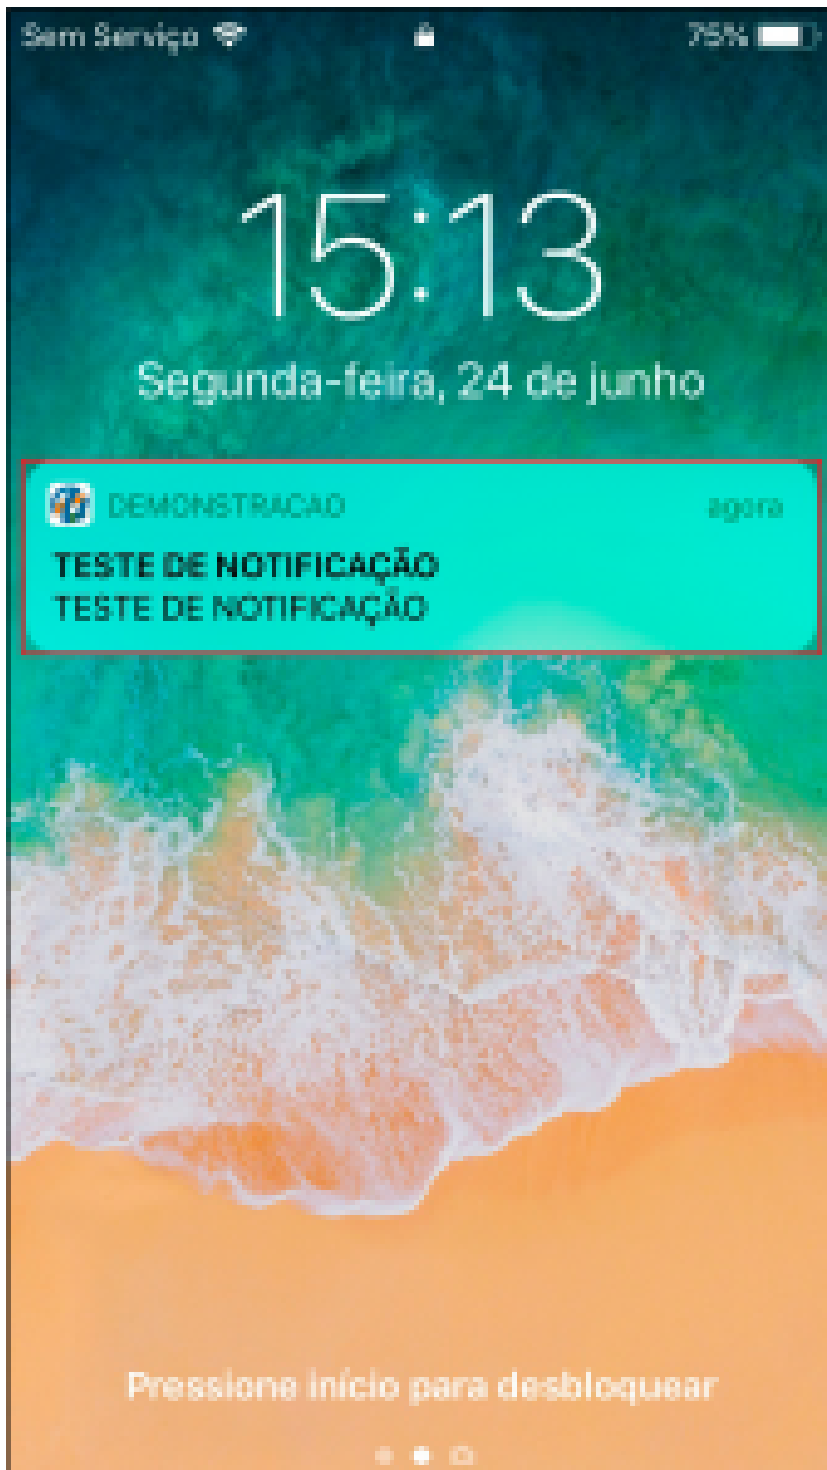 Sem Serviço
75%
15:13
Segunda-feira, 24 de junho
DEMONSTRACAO
agora
TESTE DE NOTIFICAÇÃO
TESTE DE NOTIFICAÇÃO
Pressione início para desbloquear